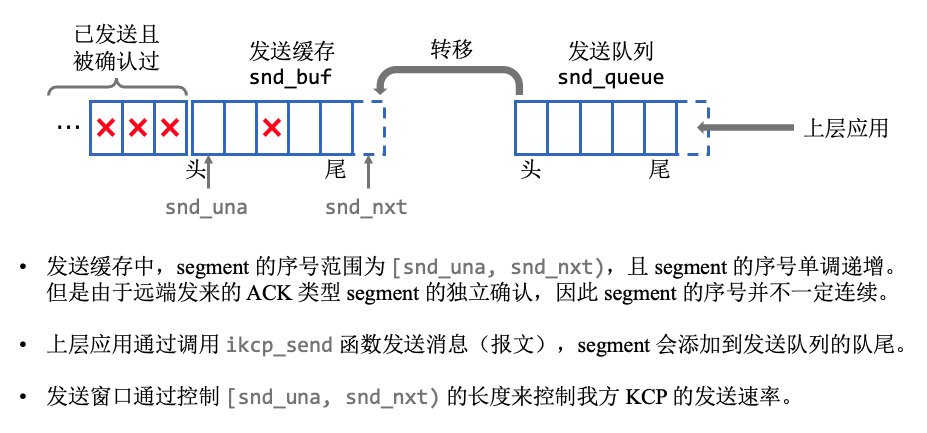 已发送且
被确认过
发送缓存
snd_buf
转移
发送队列
snd_queue
...
上层应用
头
尾
头
尾
snd_una
snd_nxt
• 发送缓存中，segment 的序号范围为 [snd_una, snd_nxt)，且 segment 的序号单调递增。
但是由于远端发来的 ACK 类型 segment 的独立确认，因此 segment 的序号并不一定连续。
• 上层应用通过调用 ikcp_send 函数发送消息（报文），segment 会添加到发送队列的队尾。
• 发送窗口通过控制 [snd_una, snd_nxt) 的长度来控制我方 KCP 的发送速率。